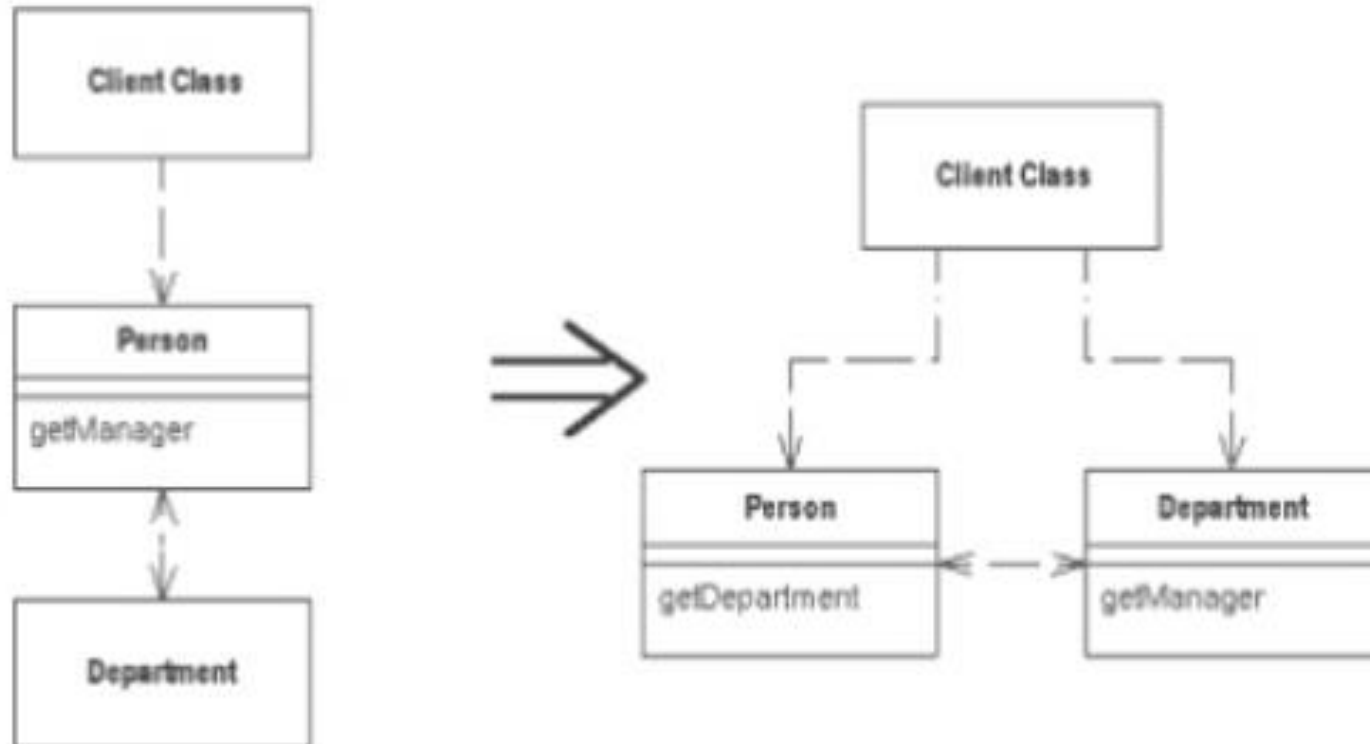 Client Class
Person
getManager
Department
Client Class
Person
getDepartment
Department
getManager